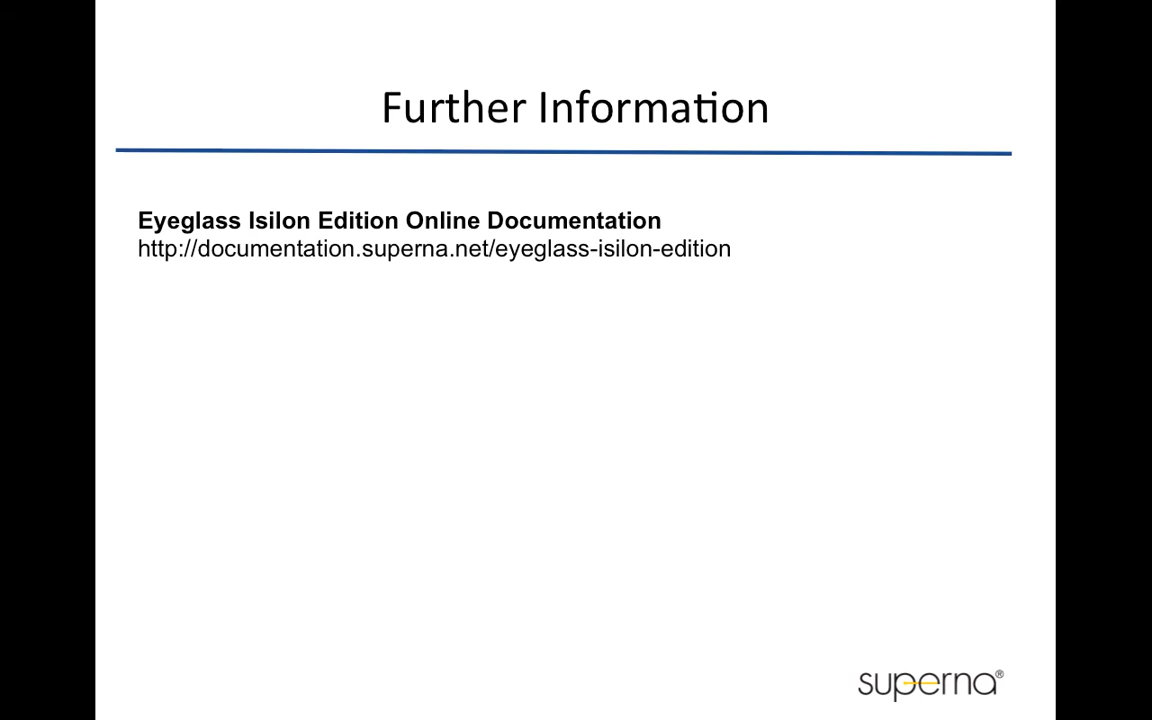 Further Information
Eyeglass Isilon Edition Online Documentation
http://documentation.superna.net/eyeglass-isilon-edition
superna®